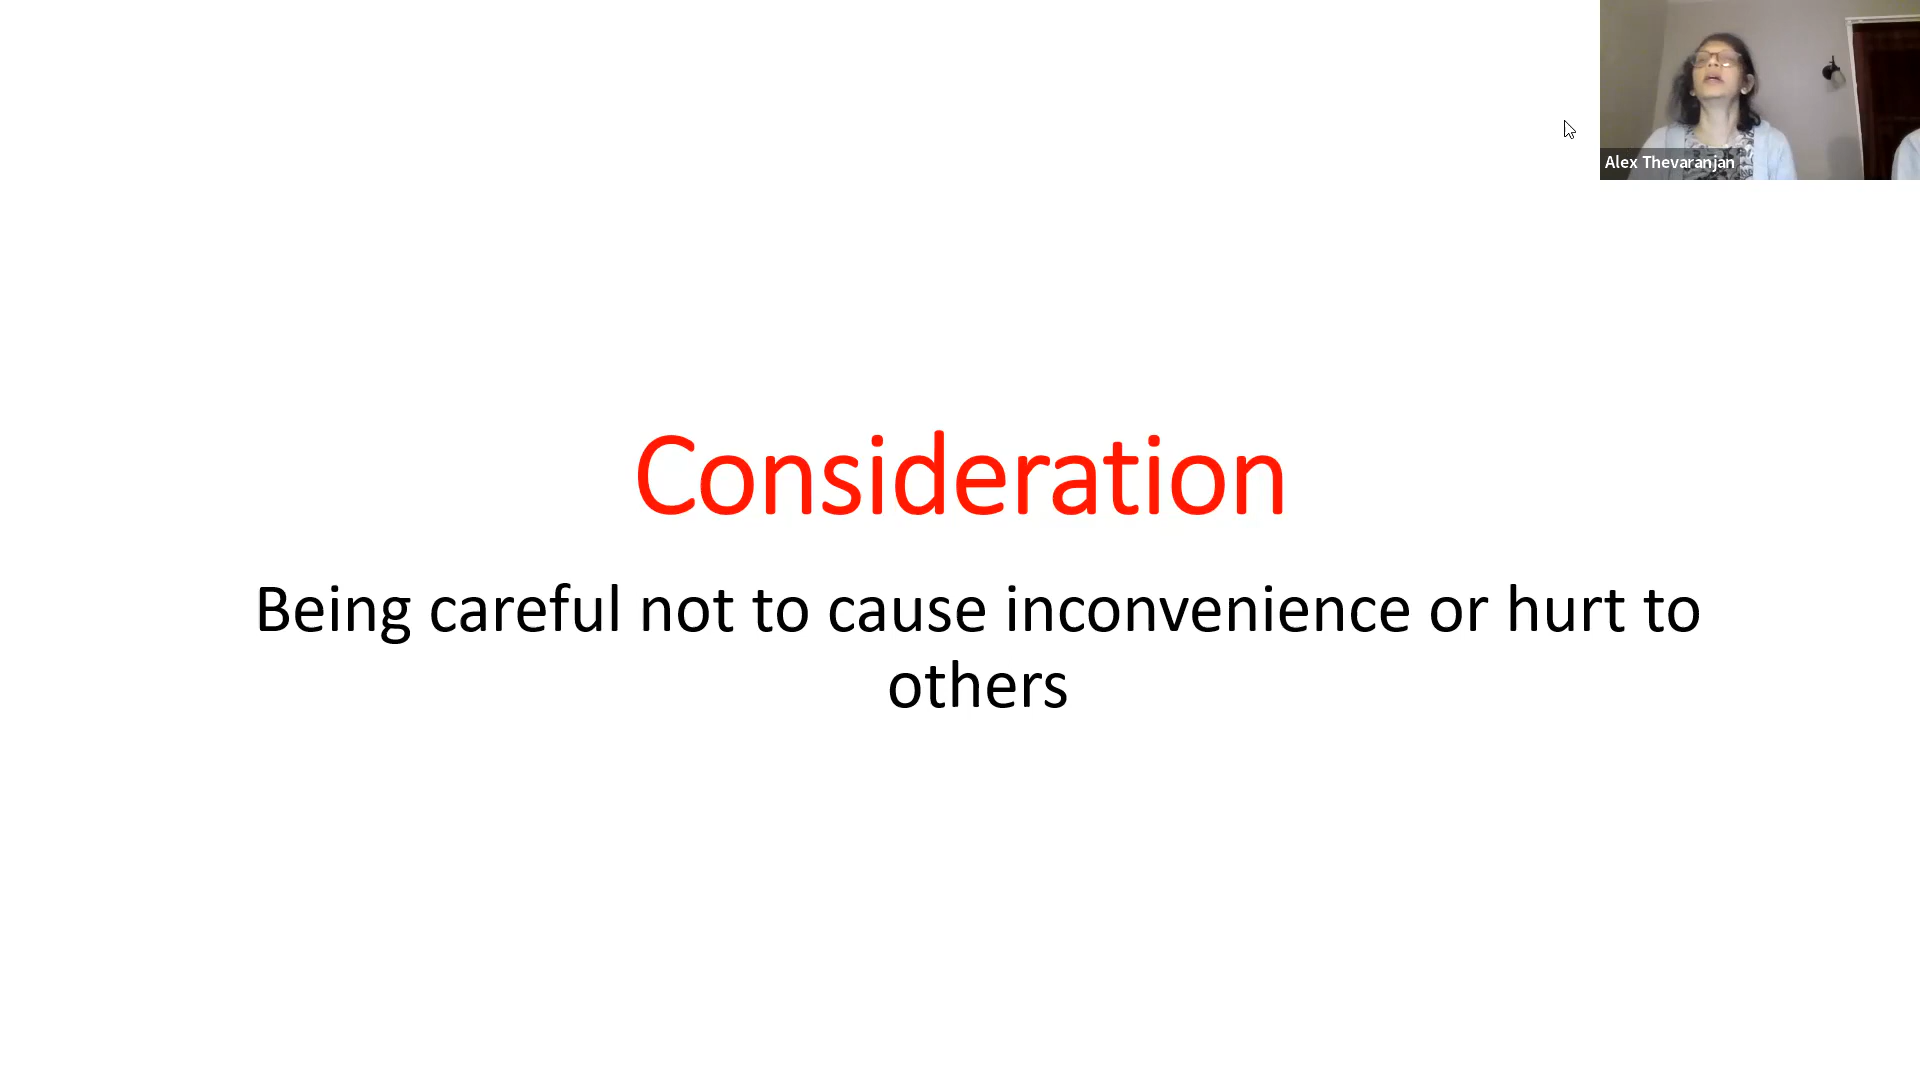 Alex Thevaranjan
Consideration
Being careful not to cause inconvenience or hurt to
others